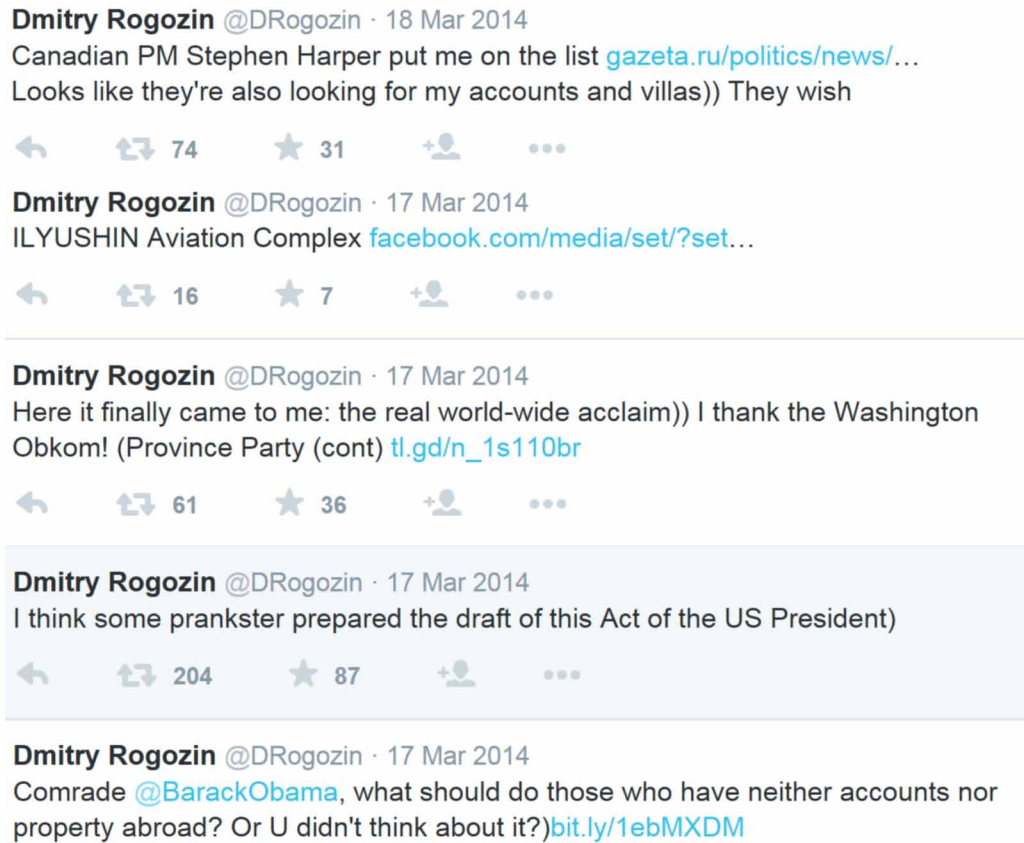 Dmitry Rogozin @DRogozin · 18 Mar 2014
Canadian PM Stephen Harper put me on the list gazeta.ru/politics/news/…
Looks like they're also looking for my accounts and villas)) They wish
74 31
Dmitry Rogozin @DRogozin · 17 Mar 2014
ILYUSHIN Aviation Complex facebook.com/media/set/?set…
16 7
Dmitry Rogozin @DRogozin · 17 Mar 2014
Here it finally came to me: the real world-wide acclaim)) I thank the Washington
Obkom! (Province Party (cont) tl.gd/n_1s110br
61 36
Dmitry Rogozin @DRogozin · 17 Mar 2014
I think some prankster prepared the draft of this Act of the US President)
204 87
Dmitry Rogozin @DRogozin · 17 Mar 2014
Comrade @BarackObama, what should do those who have neither accounts nor
property abroad? Or U didn't think about it?)bit.ly/1ebMXDM